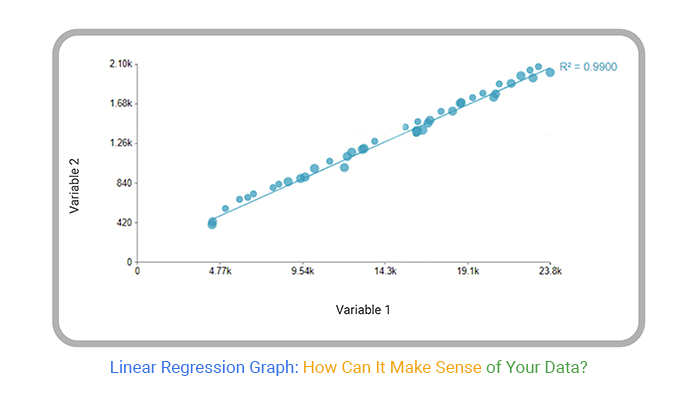 2.10k
R² = 0.9900
1.68k
1.26k
840
420
0
Variable 2
0 4.77k 9.54k 14.3k 19.1k 23.8k
Variable 1
Linear Regression Graph: How Can It Make Sense of Your Data?